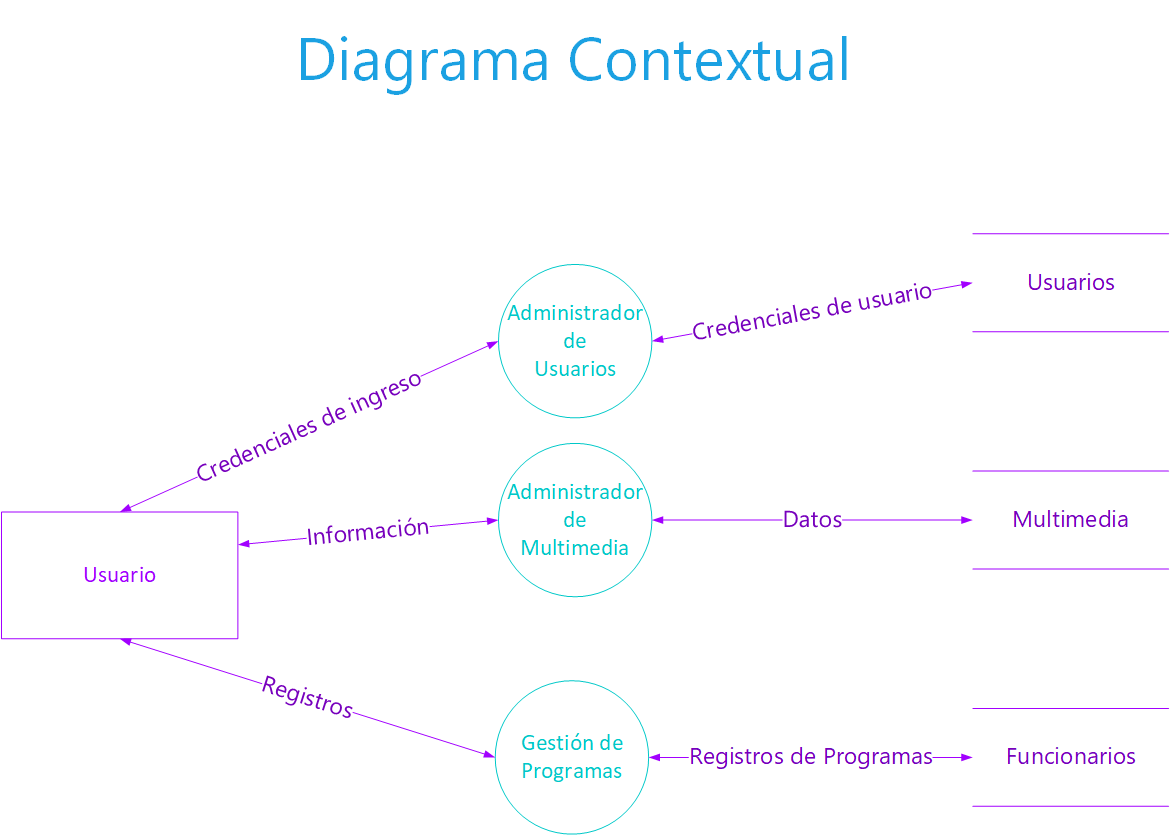 Diagrama Contextual
Usuarios
Credenciales de usuario
Administrador
de
Usuarios
Credenciales de ingreso
Administrador
de
Multimedia
Información
Datos
Multimedia
Usuario
Registros
Gestión de
Programas
Registros de Programas
Funcionarios